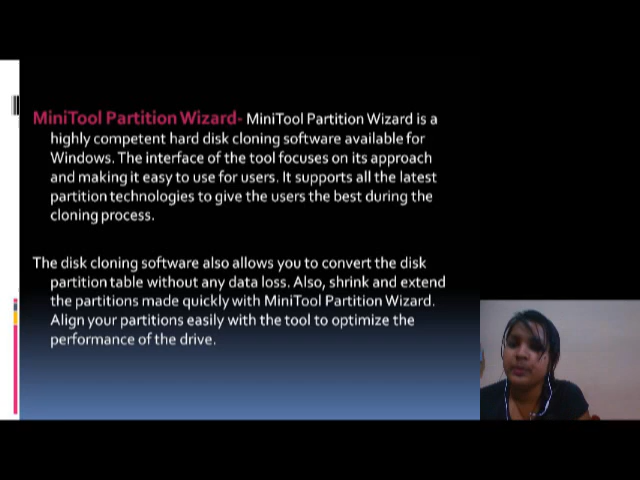 MiniTool Partition Wizard- MiniTool Partition Wizard is a
highly competent hard disk cloning software available for
Windows. The interface of the tool focuses on its approach
and making it easy to use for users. It supports all the latest
partition technologies to give the users the best during the
cloning process.
The disk cloning software also allows you to convert the disk
partition table without any data loss. Also, shrink and extend
the partitions made quickly with MiniTool Partition Wizard.
Align your partitions easily with the tool to optimize the
performance of the drive.